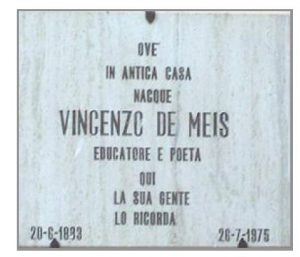 OVE'
IN ANTICA CASA
NACQUE
VINCENZO DE MEIS
EDUCATORE E POETA
QUI
LA SUA GENTE
LO RICORDA
20-6-1893 26-7-1975